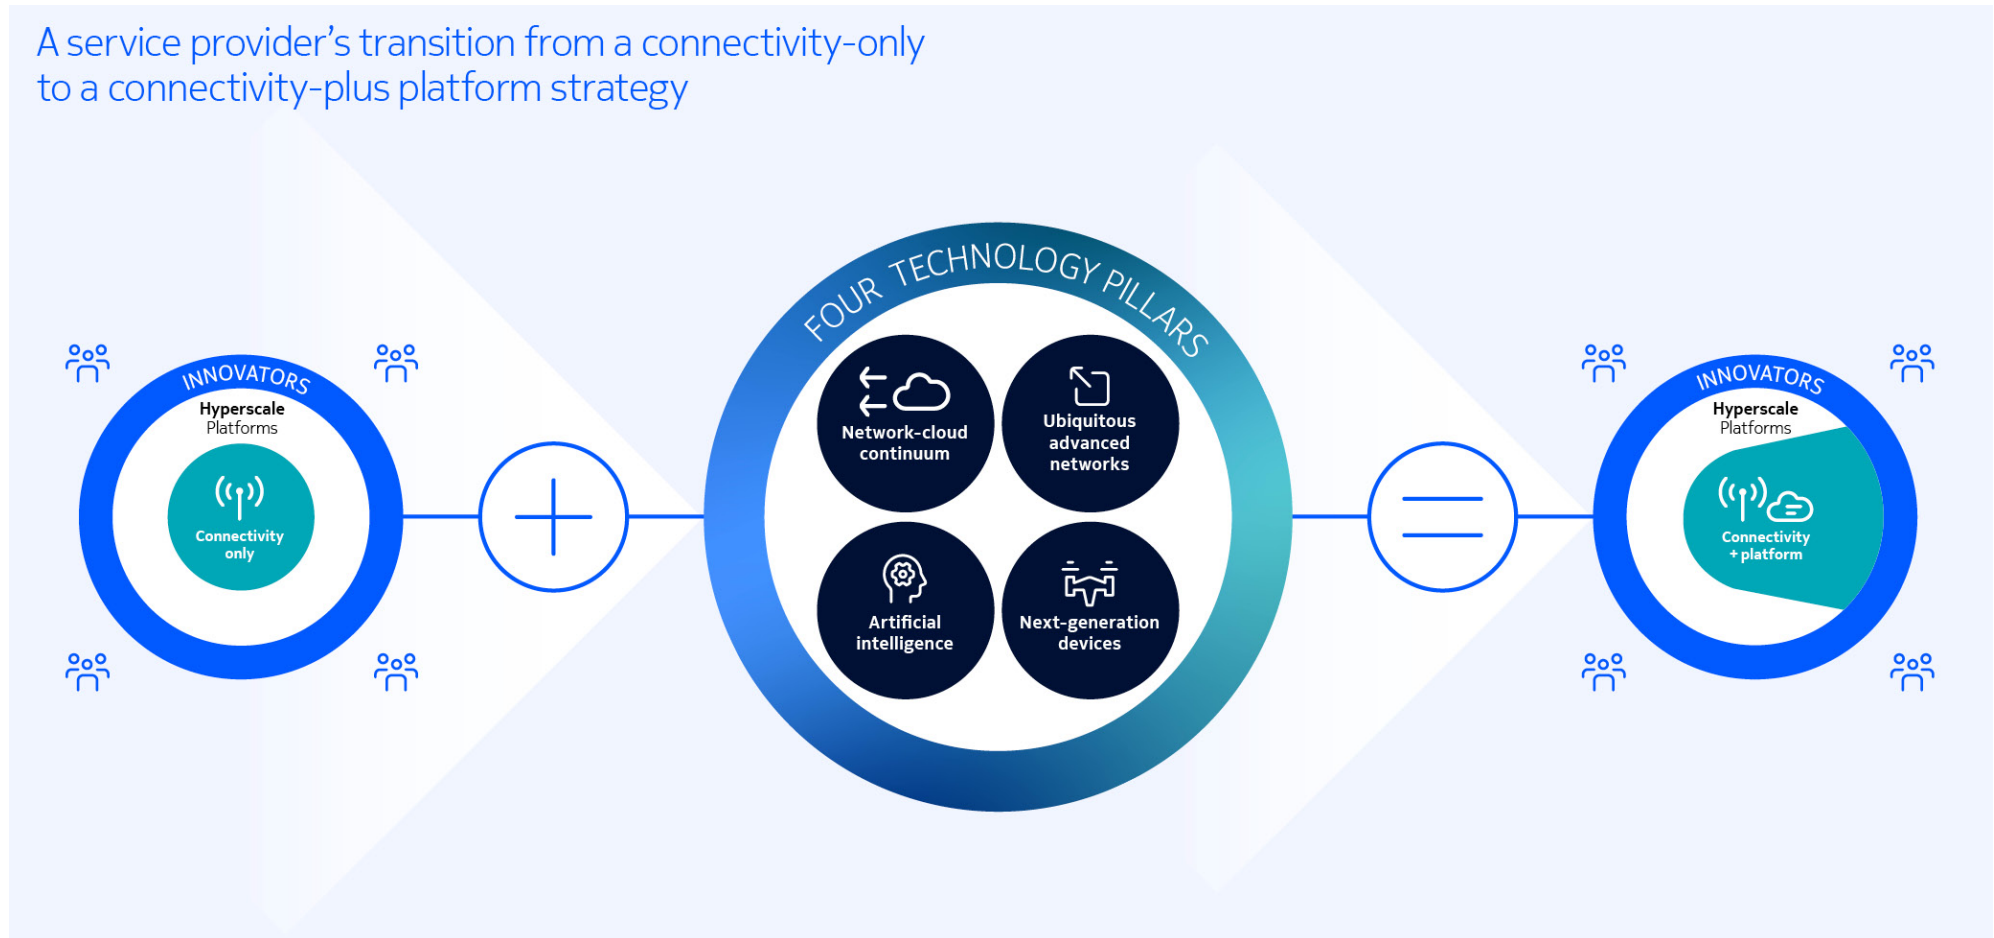 A service provider’s transition from a connectivity-only
to a connectivity-plus platform strategy
INNOVATORS
Hyperscale
Platforms
Connectivity
only
FOUR TECHNOLOGY PILLARS
Network-cloud
continuum
Ubiquitous
advanced
networks
Artificial
intelligence
Next-generation
devices
INNOVATORS
Hyperscale
Platforms
Connectivity
+ platform